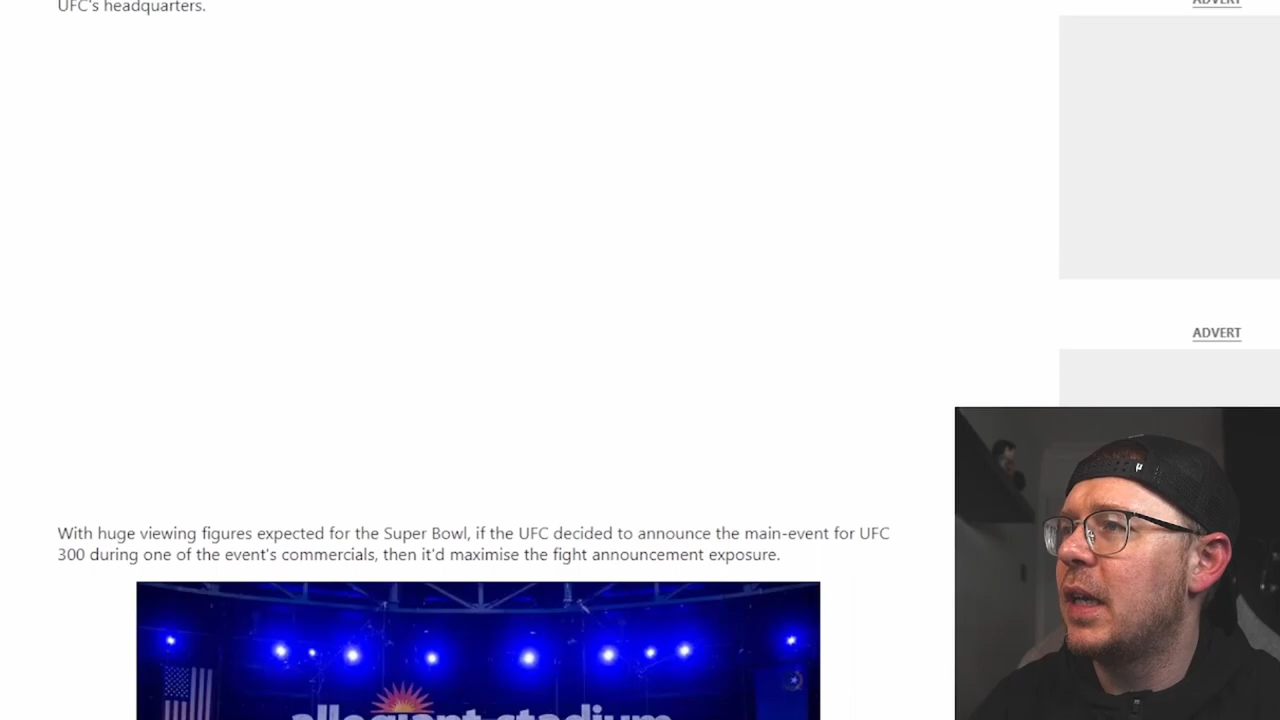 UFC's headquarters.
ADVERT
ADVERT
With huge viewing figures expected for the Super Bowl, if the UFC decided to announce the main-event for UFC
300 during one of the event's commercials, then it'd maximise the fight announcement exposure.
allegiant stadium